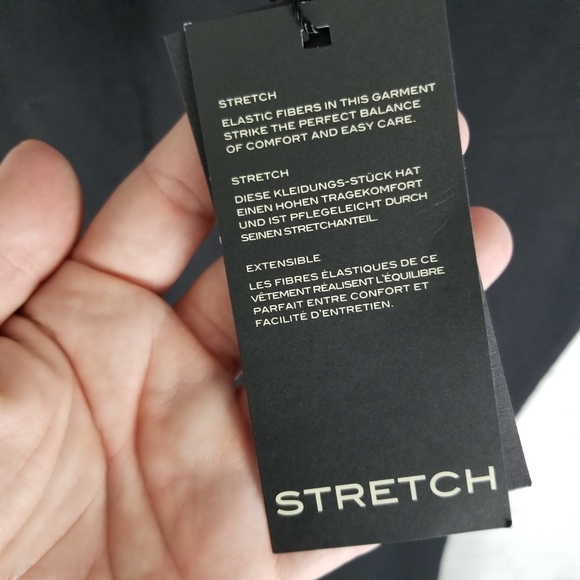 STRETCH
ELASTIC FIBERS IN THIS GARMENT
STRIKE THE PERFECT BALANCE
OF COMFORT AND EASY CARE.
STRETCH
DIESE KLEIDUNGS-STÜCK HAT
EINEN HOHEN TRAGEKOMFORT
UND IST PFLEGELEICHT DURCH
SEINEN STRETCHANTEIL.
EXTENSIBLE
LES FIBRES ÉLASTIQUES DE CE
VÊTEMENT RÉALISENT L'ÉQUILIBRE
PARFAIT ENTRE CONFORT ET
FACILITÉ D'ENTRETIEN.
STRETCH